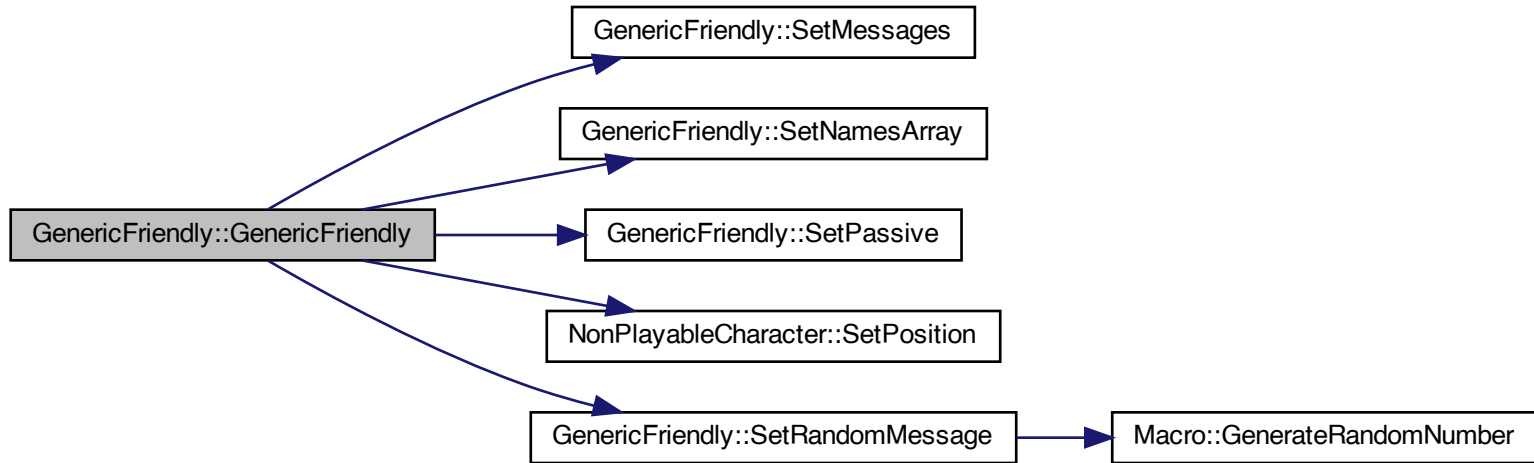 GenericFriendly::SetMessages
GenericFriendly::SetNamesArray
GenericFriendly::GenericFriendly
GenericFriendly::SetPassive
NonPlayableCharacter::SetPosition
GenericFriendly::SetRandomMessage
Macro::GenerateRandomNumber